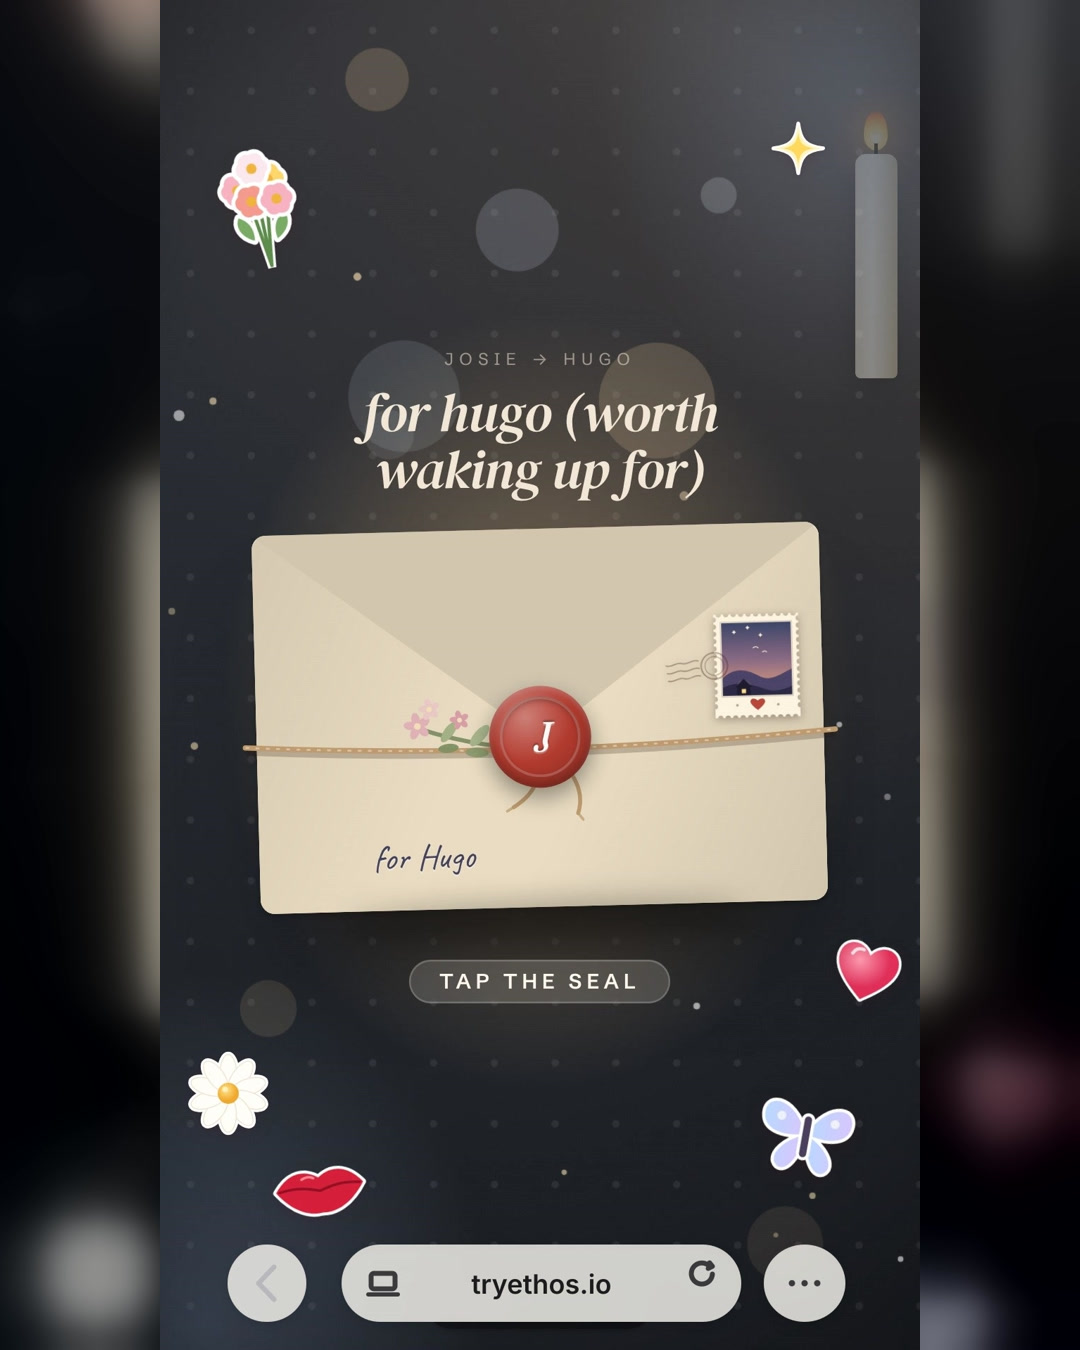 JOSIE → HUGO
for hugo (worth
waking up for)
J
for Hugo
TAP THE SEAL
tryethos.io